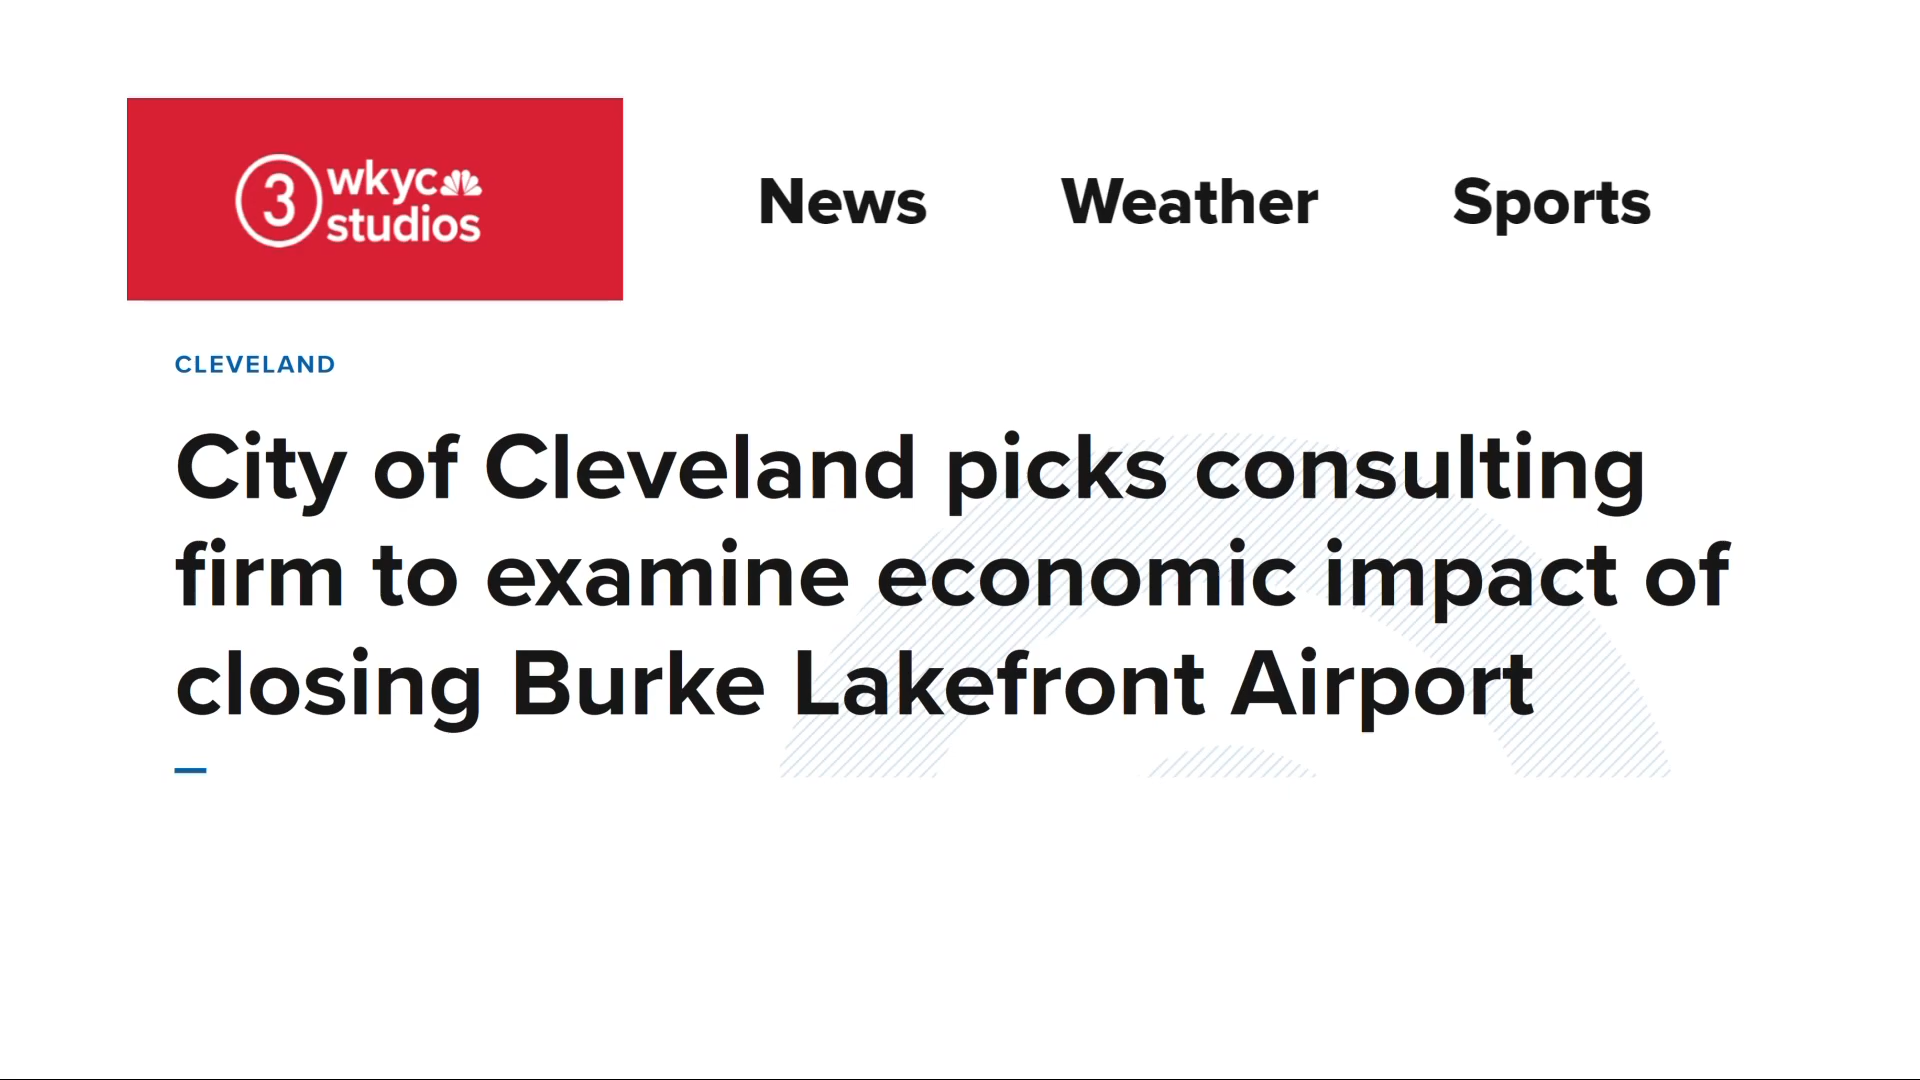 3 wkyc studios
News Weather Sports
CLEVELAND
City of Cleveland picks consulting
firm to examine economic impact of
closing Burke Lakefront Airport